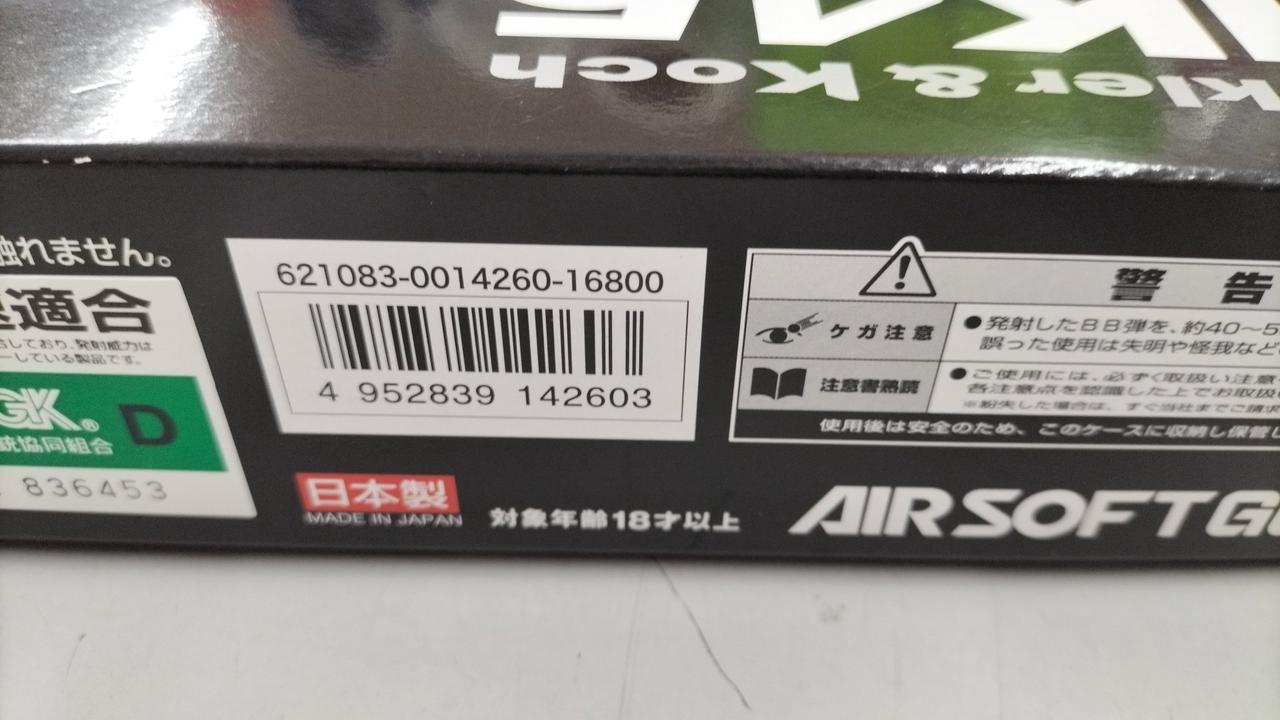 Koch &
触れません。
適合
発射威力は
している製品です。
GK® D
銃協同組合
836453
621083-0014260-16800
4 952839 142603
日本製
MADE IN JAPAN
対象年齢18才以上
警告
ケガ注意
●発射したBB弾を、約40〜5
誤った使用は失明や怪我など
注意書熟読
●ご使用には、必ず取扱い注意
各注意点を認識した上でお取扱
※紛失した場合は、すぐ当社までご請求
使用後は安全のため、このケースに収納し保管し
AIRSOFT G